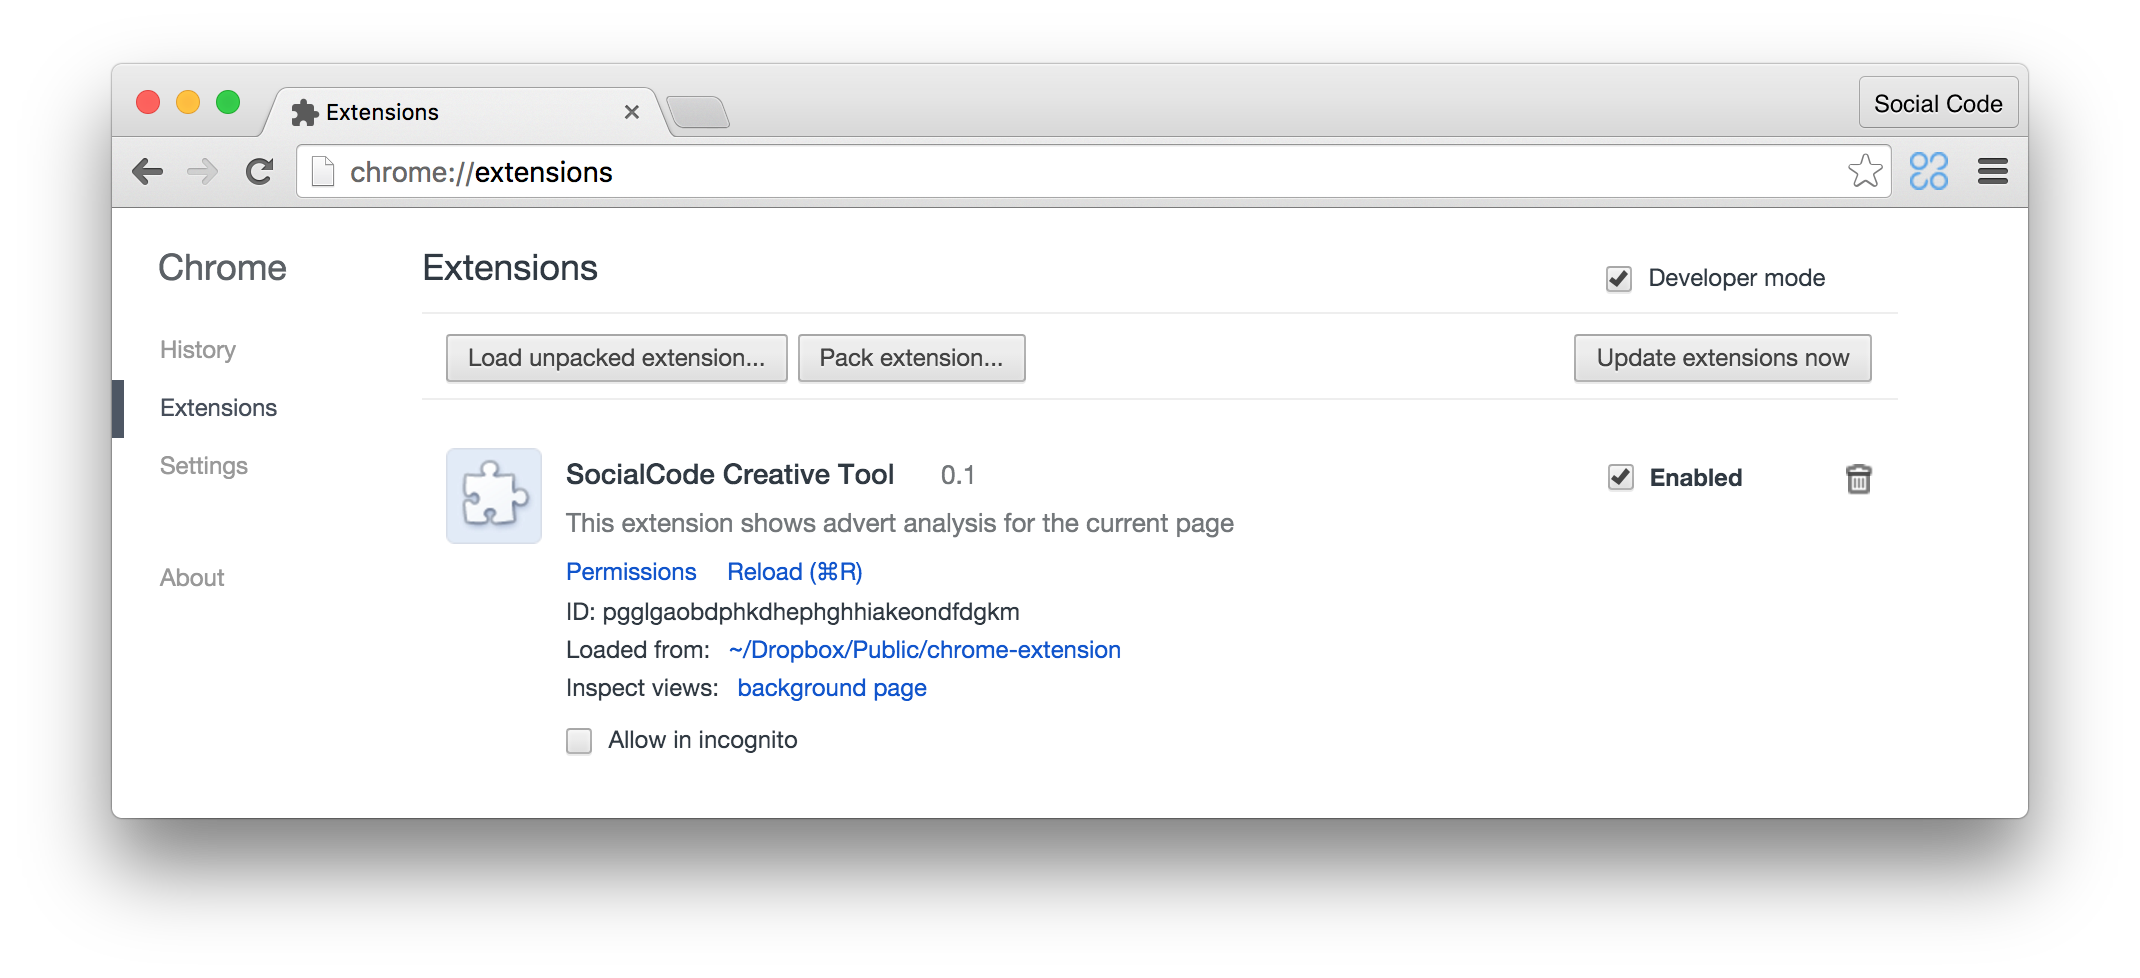 Extensions
Social Code
chrome://extensions
Chrome
Extensions
Developer mode
History
Load unpacked extension...
Pack extension...
Update extensions now
Extensions
Settings
SocialCode Creative Tool 0.1
Enabled
This extension shows advert analysis for the current page
Permissions Reload (⌘R)
About
ID: pgglgaobdphkdhephghhiakeondfdgkm
Loaded from: ~/Dropbox/Public/chrome-extension
Inspect views: background page
Allow in incognito